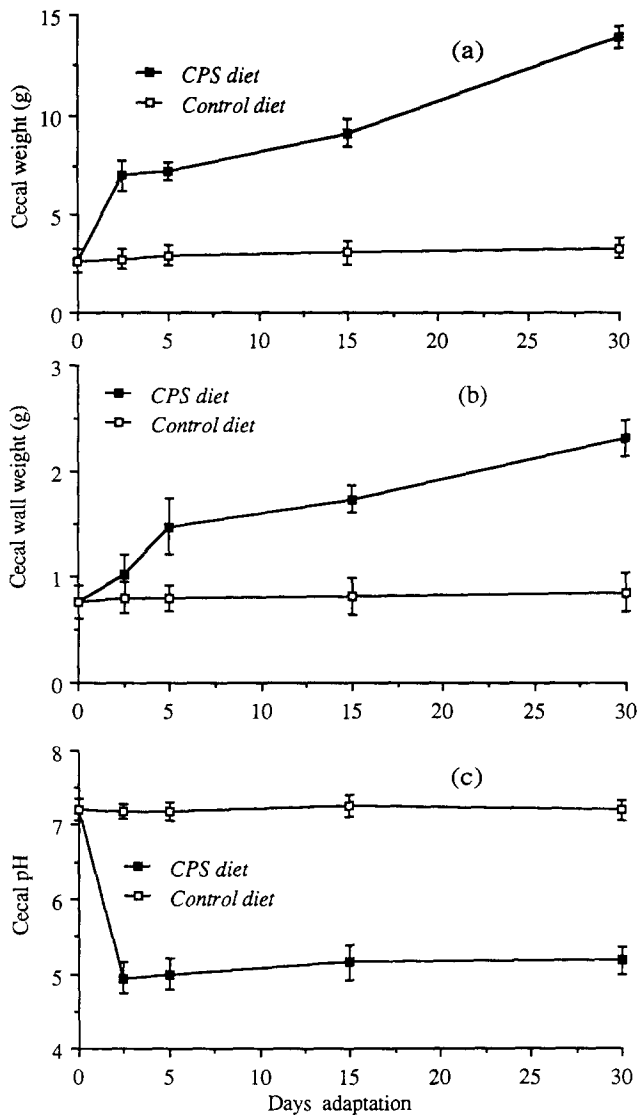 15
(a)
CPS diet
Control diet
10
5
0
Cecal weight (g)
0 5 10 15 20 25 30
3
CPS diet
(b)
Control diet
2
1
0
Cecal wall weight (g)
0 5 10 15 20 25 30
8
(c)
7
CPS diet
Control diet
6
5
4
Cecal pH
0 5 10 15 20 25 30
Days adaptation